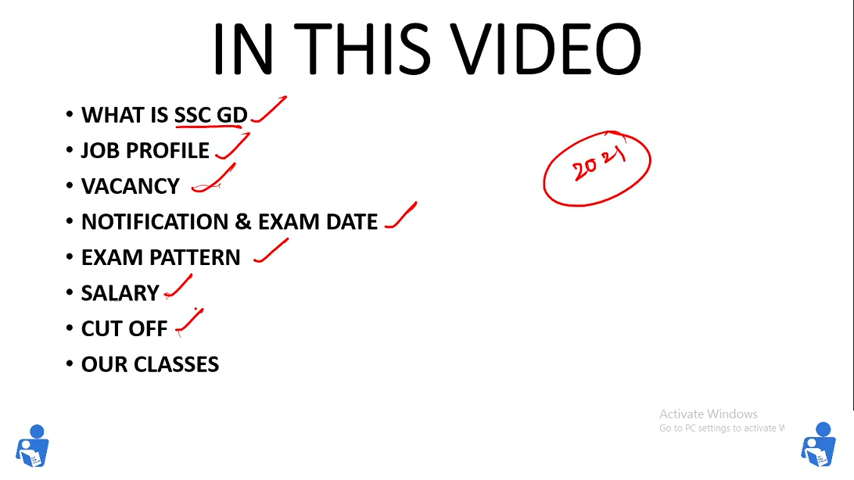 IN THIS VIDEO
• WHAT IS SSC GD
• JOB PROFILE
2021
• VACANCY
• NOTIFICATION & EXAM DATE
• EXAM PATTERN
• SALARY
• CUT OFF
• OUR CLASSES
Activate Windows
Go to PC settings to activate W